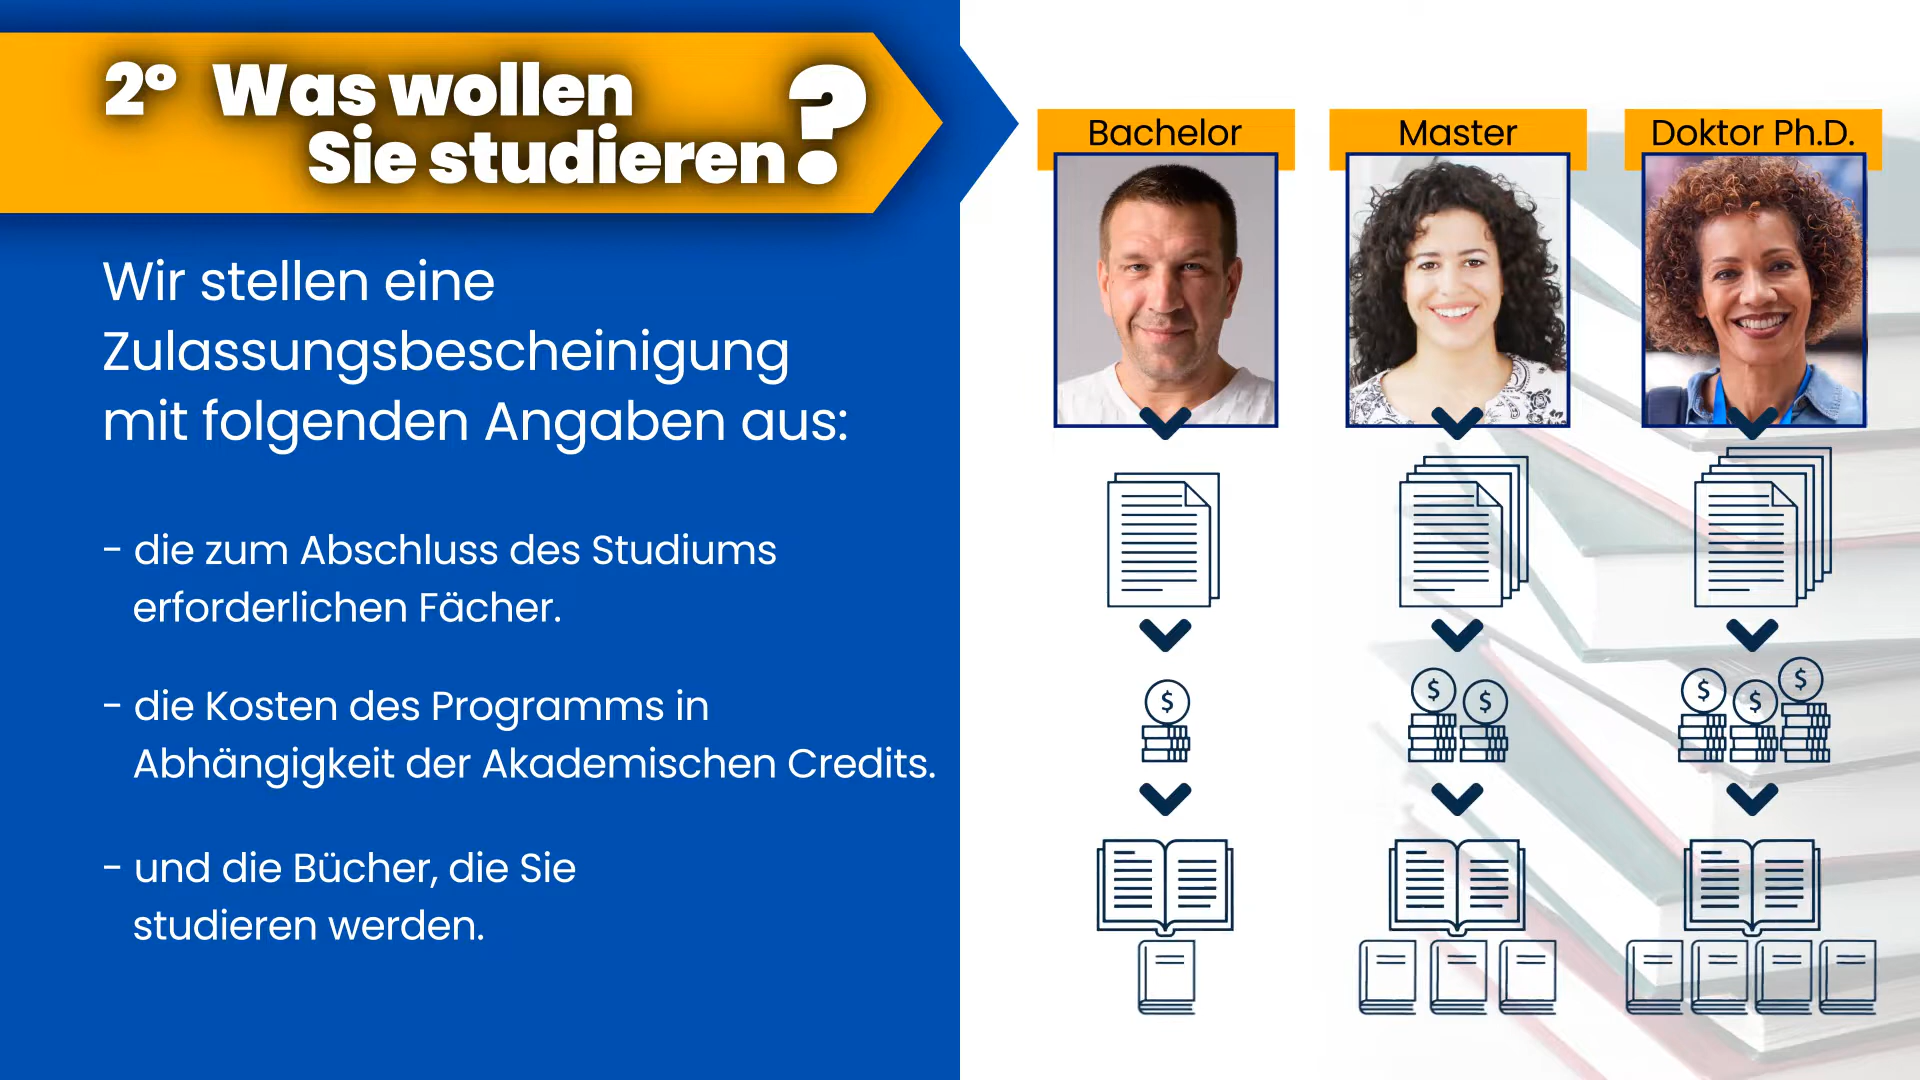 2º Was wollen
Sie studieren?
Wir stellen eine
Zulassungsbescheinigung
mit folgenden Angaben aus:
- die zum Abschluss des Studiums
erforderlichen Fächer.
- die Kosten des Programms in
Abhängigkeit der Akademischen Credits.
- und die Bücher, die Sie
studieren werden.
Bachelor
Master
Doktor Ph.D.
$
$ $
$ $ $